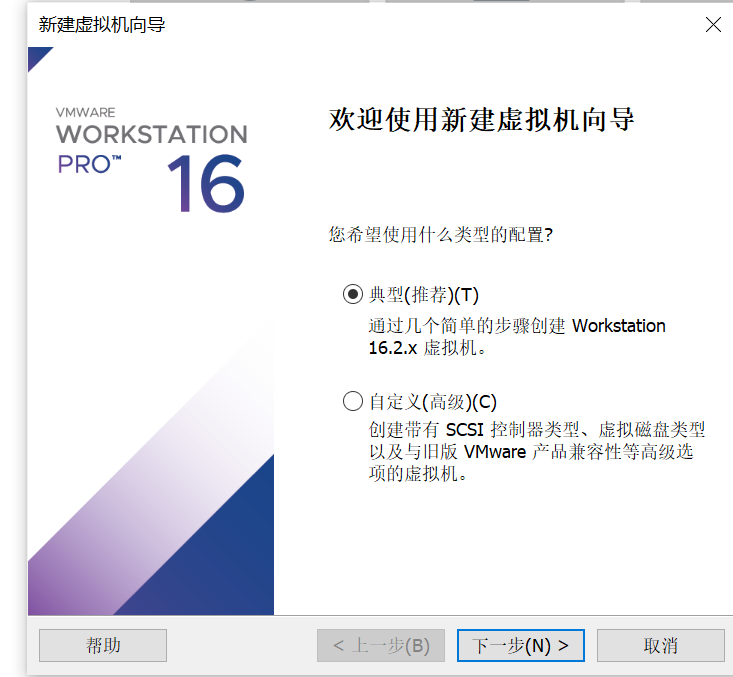 新建虚拟机向导
VMWARE
WORKSTATION
PRO™
16
欢迎使用新建虚拟机向导
您希望使用什么类型的配置?
典型(推荐)(T)
通过几个简单的步骤创建 Workstation
16.2.x 虚拟机。
自定义(高级)(C)
创建带有 SCSI 控制器类型、虚拟磁盘类型
以及与旧版 VMware 产品兼容性等高级选
项的虚拟机。
帮助
< 上一步(B)
下一步(N) >
取消